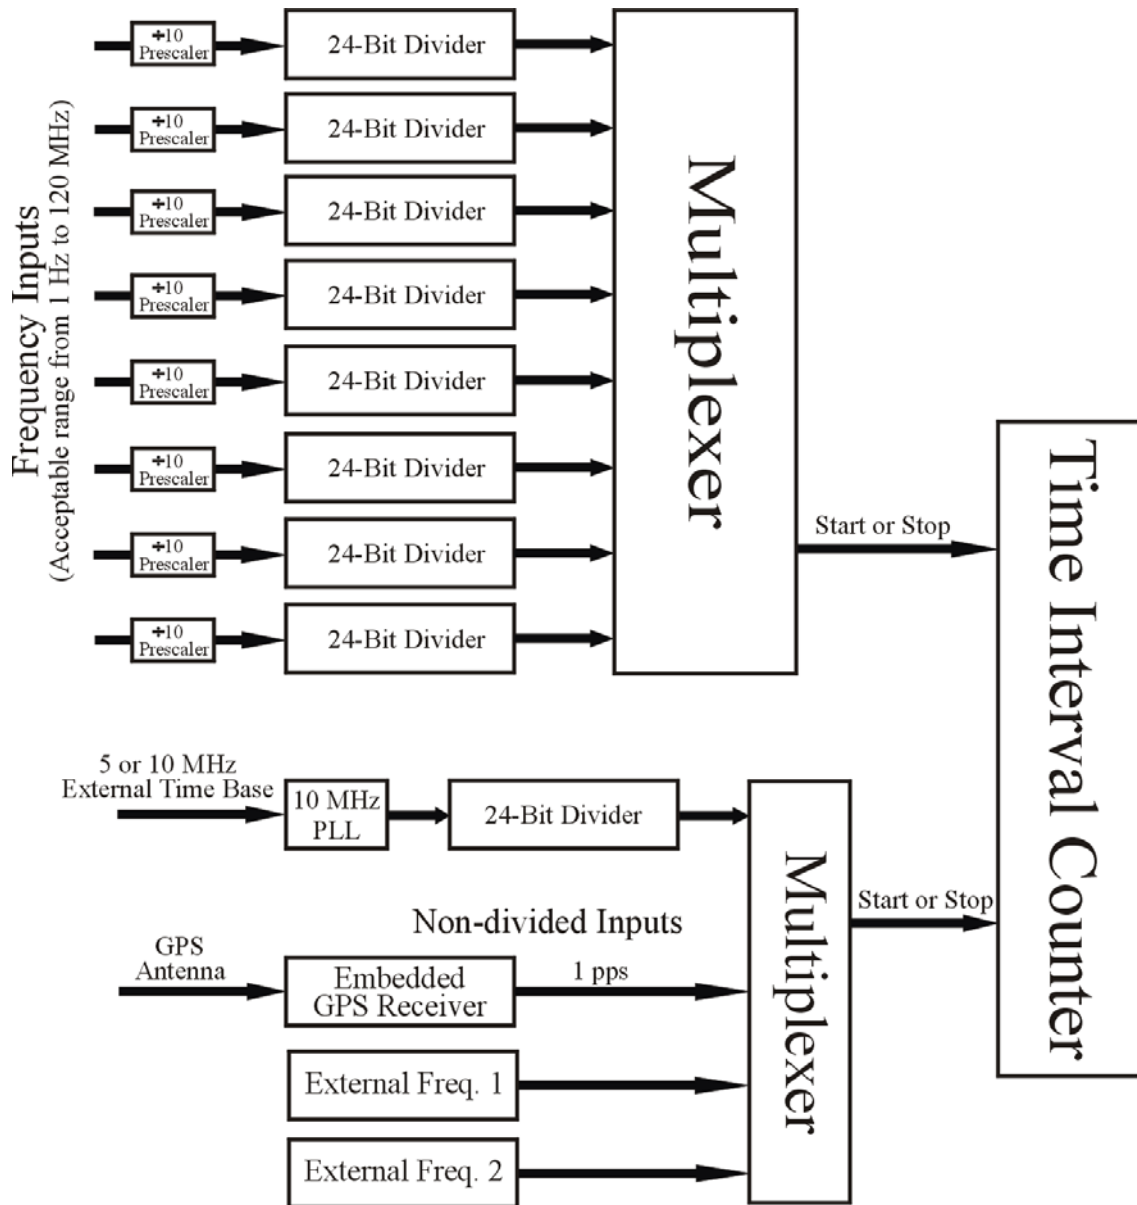 Frequency Inputs
(Acceptable range from 1 Hz to 120 MHz)
÷10
Prescaler
24-Bit Divider
÷10
Prescaler
24-Bit Divider
÷10
Prescaler
24-Bit Divider
÷10
Prescaler
24-Bit Divider
÷10
Prescaler
24-Bit Divider
÷10
Prescaler
24-Bit Divider
÷10
Prescaler
24-Bit Divider
÷10
Prescaler
24-Bit Divider
Multiplexer
Start or Stop
Time Interval Counter
5 or 10 MHz
External Time Base
10 MHz
PLL
24-Bit Divider
Non-divided Inputs
GPS
Antenna
Embedded
GPS Receiver
1 pps
External Freq. 1
External Freq. 2
Multiplexer
Start or Stop